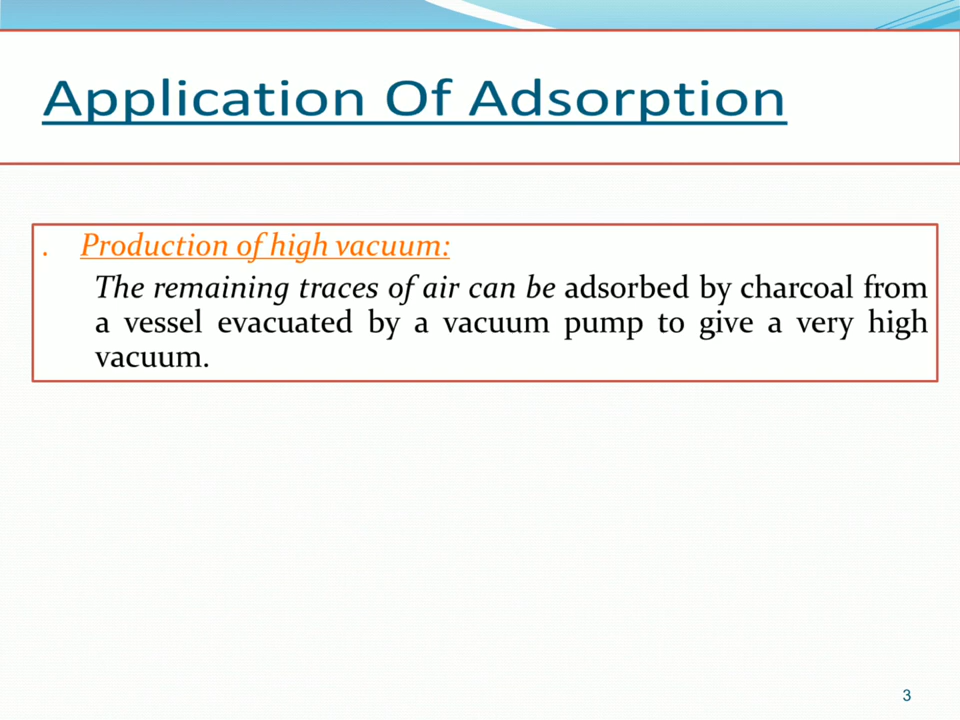 Application Of Adsorption
. Production of high vacuum:
The remaining traces of air can be adsorbed by charcoal from
a vessel evacuated by a vacuum pump to give a very high
vacuum.
3